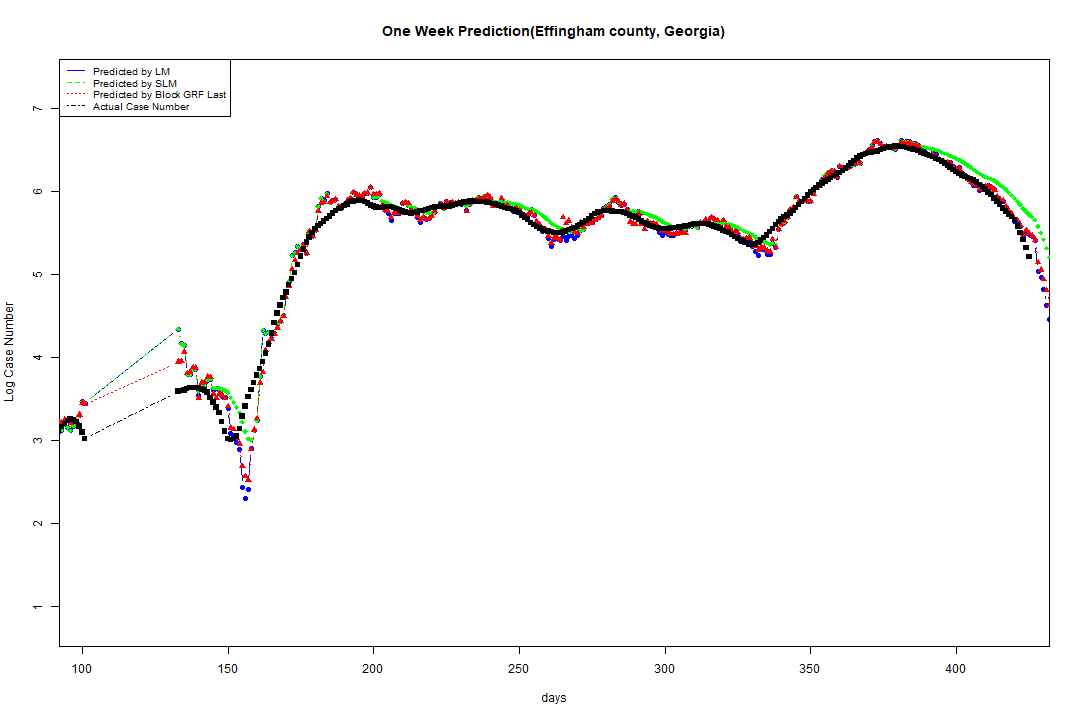 One Week Prediction(Effingham county, Georgia)
Predicted by LM
Predicted by SLM
Predicted by Block GRF Last
Actual Case Number
Log Case Number
7
6
5
4
3
2
1
100 150 200 250 300 350 400
days